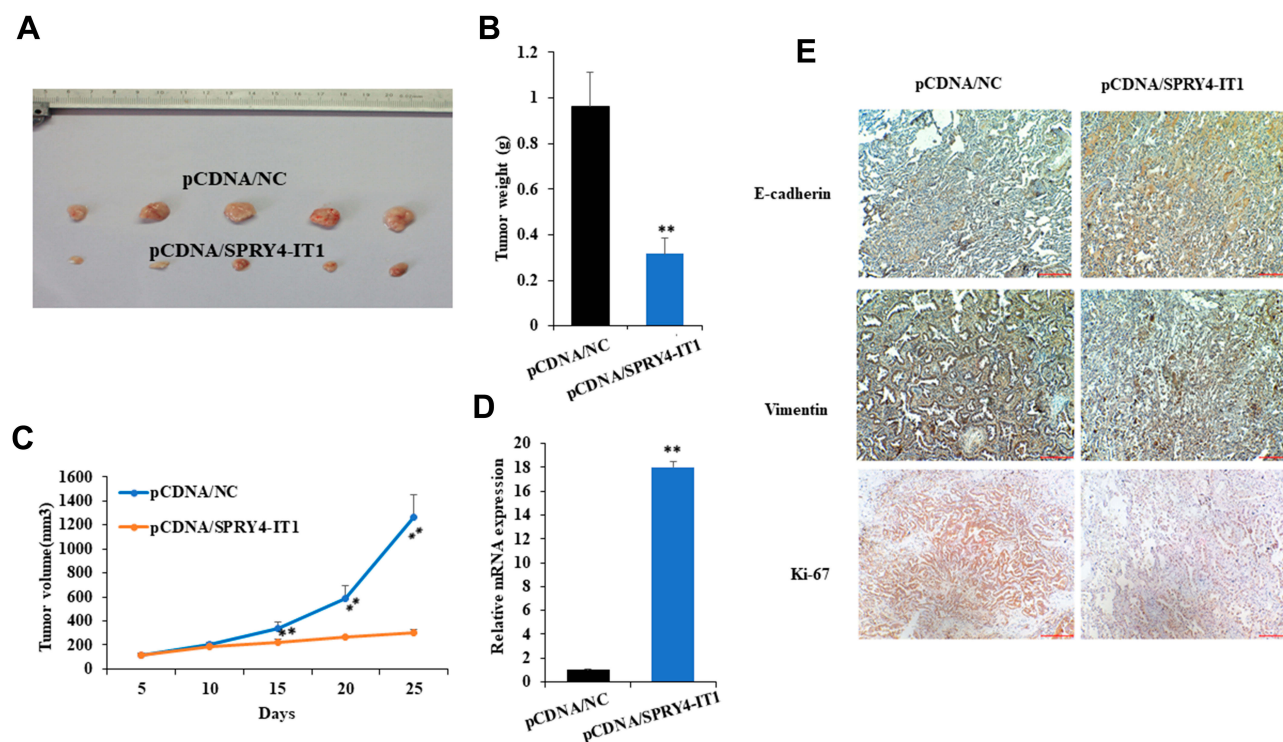 A
pCDNA/NC
pCDNA/SPRY4-IT1
B
1.2
1
0.8
0.6
0.4
0.2
0
Tumor weight (g)
**
pCDNA/NC
pCDNA/SPRY4-IT1
C
1600
1400
1200
1000
800
600
400
200
0
Tumor volume(mm3)
pCDNA/NC
pCDNA/SPRY4-IT1
**
**
**
5 10 15 20 25
Days
D
20
18
16
14
12
10
8
6
4
2
0
Relative mRNA expression
**
pCDNA/NC
pCDNA/SPRY4-IT1
E
pCDNA/NC pCDNA/SPRY4-IT1
E-cadherin
Vimentin
Ki-67